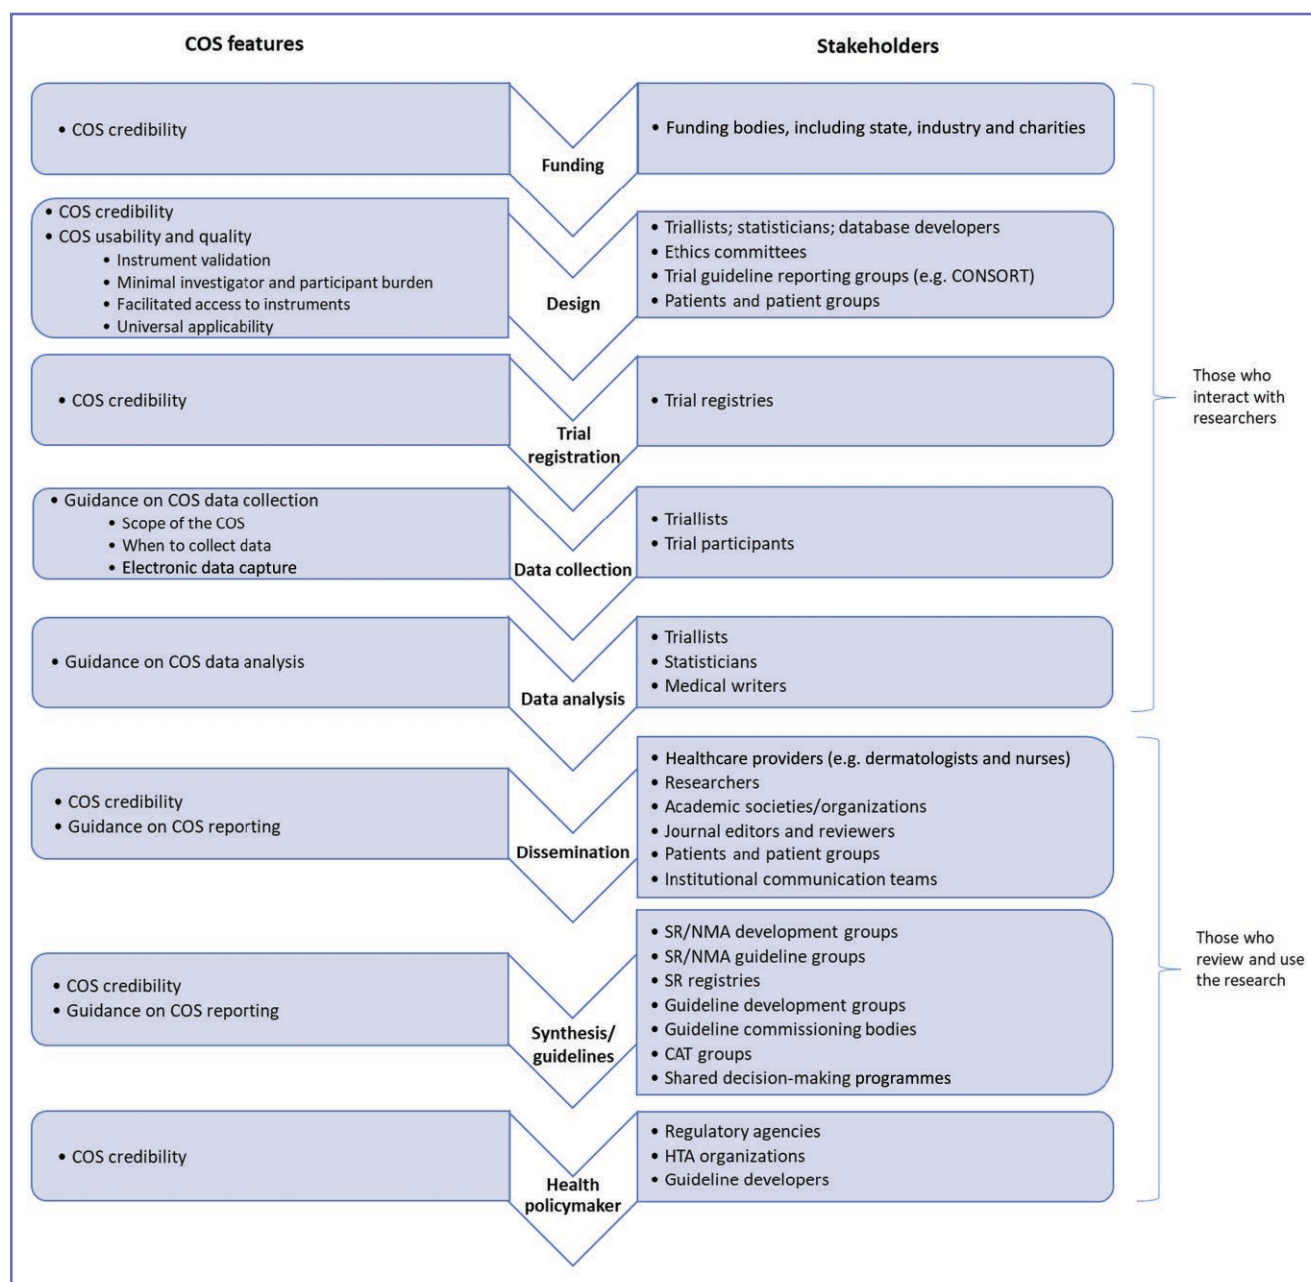 COS features
Stakeholders
• COS credibility
Funding
• Funding bodies, including state, industry and charities
• COS credibility
• COS usability and quality
• Instrument validation
• Minimal investigator and participant burden
• Facilitated access to instruments
• Universal applicability
Design
• Triallists; statisticians; database developers
• Ethics committees
• Trial guideline reporting groups (e.g. CONSORT)
• Patients and patient groups
• COS credibility
Trial
registration
• Trial registries
• Guidance on COS data collection
• Scope of the COS
• When to collect data
• Electronic data capture
Data collection
• Triallists
• Trial participants
• Guidance on COS data analysis
Data analysis
• Triallists
• Statisticians
• Medical writers
Those who
interact with
researchers
• COS credibility
• Guidance on COS reporting
Dissemination
• Healthcare providers (e.g. dermatologists and nurses)
• Researchers
• Academic societies/organizations
• Journal editors and reviewers
• Patients and patient groups
• Institutional communication teams
• COS credibility
• Guidance on COS reporting
Synthesis/
guidelines
• SR/NMA development groups
• SR/NMA guideline groups
• SR registries
• Guideline development groups
• Guideline commissioning bodies
• CAT groups
• Shared decision-making programmes
• COS credibility
Health
policymaker
• Regulatory agencies
• HTA organizations
• Guideline developers
Those who
review and use
the research